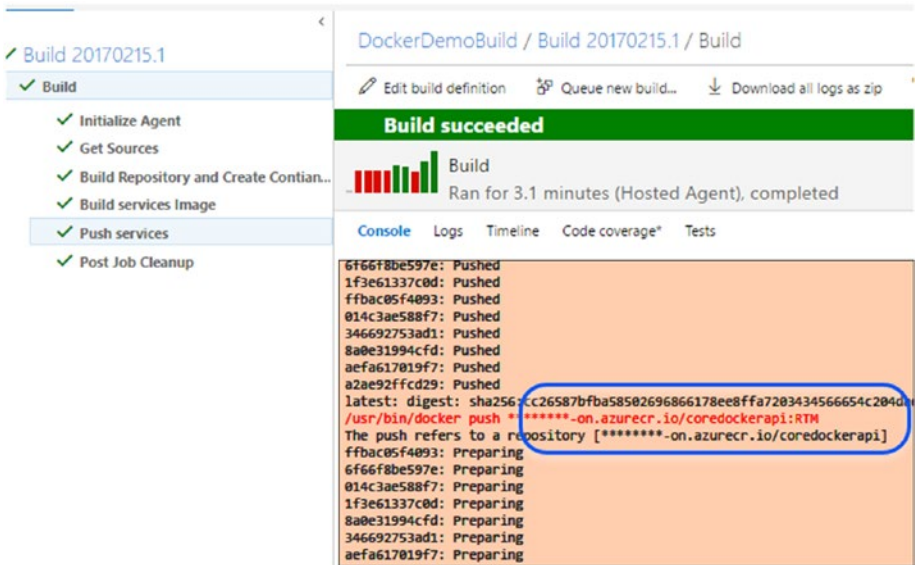 Build 20170215.1
Build
Initialize Agent
Get Sources
Build Repository and Create Contian...
Build services Image
Push services
Post Job Cleanup
DockerDemoBuild / Build 20170215.1 / Build
Edit build definition Queue new build... Download all logs as zip
Build succeeded
Build
Ran for 3.1 minutes (Hosted Agent), completed
Console Logs Timeline Code coverage* Tests
6f66f8be597e: Pushed
1f3e61337c0d: Pushed
ffbac05f4093: Pushed
014c3ae588f7: Pushed
346692753ad1: Pushed
8a0e31994cfd: Pushed
aefa617019f7: Pushed
a2ae92ffcd29: Pushed
latest: digest:
/usr/bin/docker push ********-on.azurecr.io/coredockerapi:RTM
The push refers to a repository [********-on.azurecr.io/coredockerapi]
ffbac05f4093: Preparing
6f66f8be597e: Preparing
014c3ae588f7: Preparing
1f3e61337c0d: Preparing
8a0e31994cfd: Preparing
346692753ad1: Preparing
aefa617019f7: Preparing